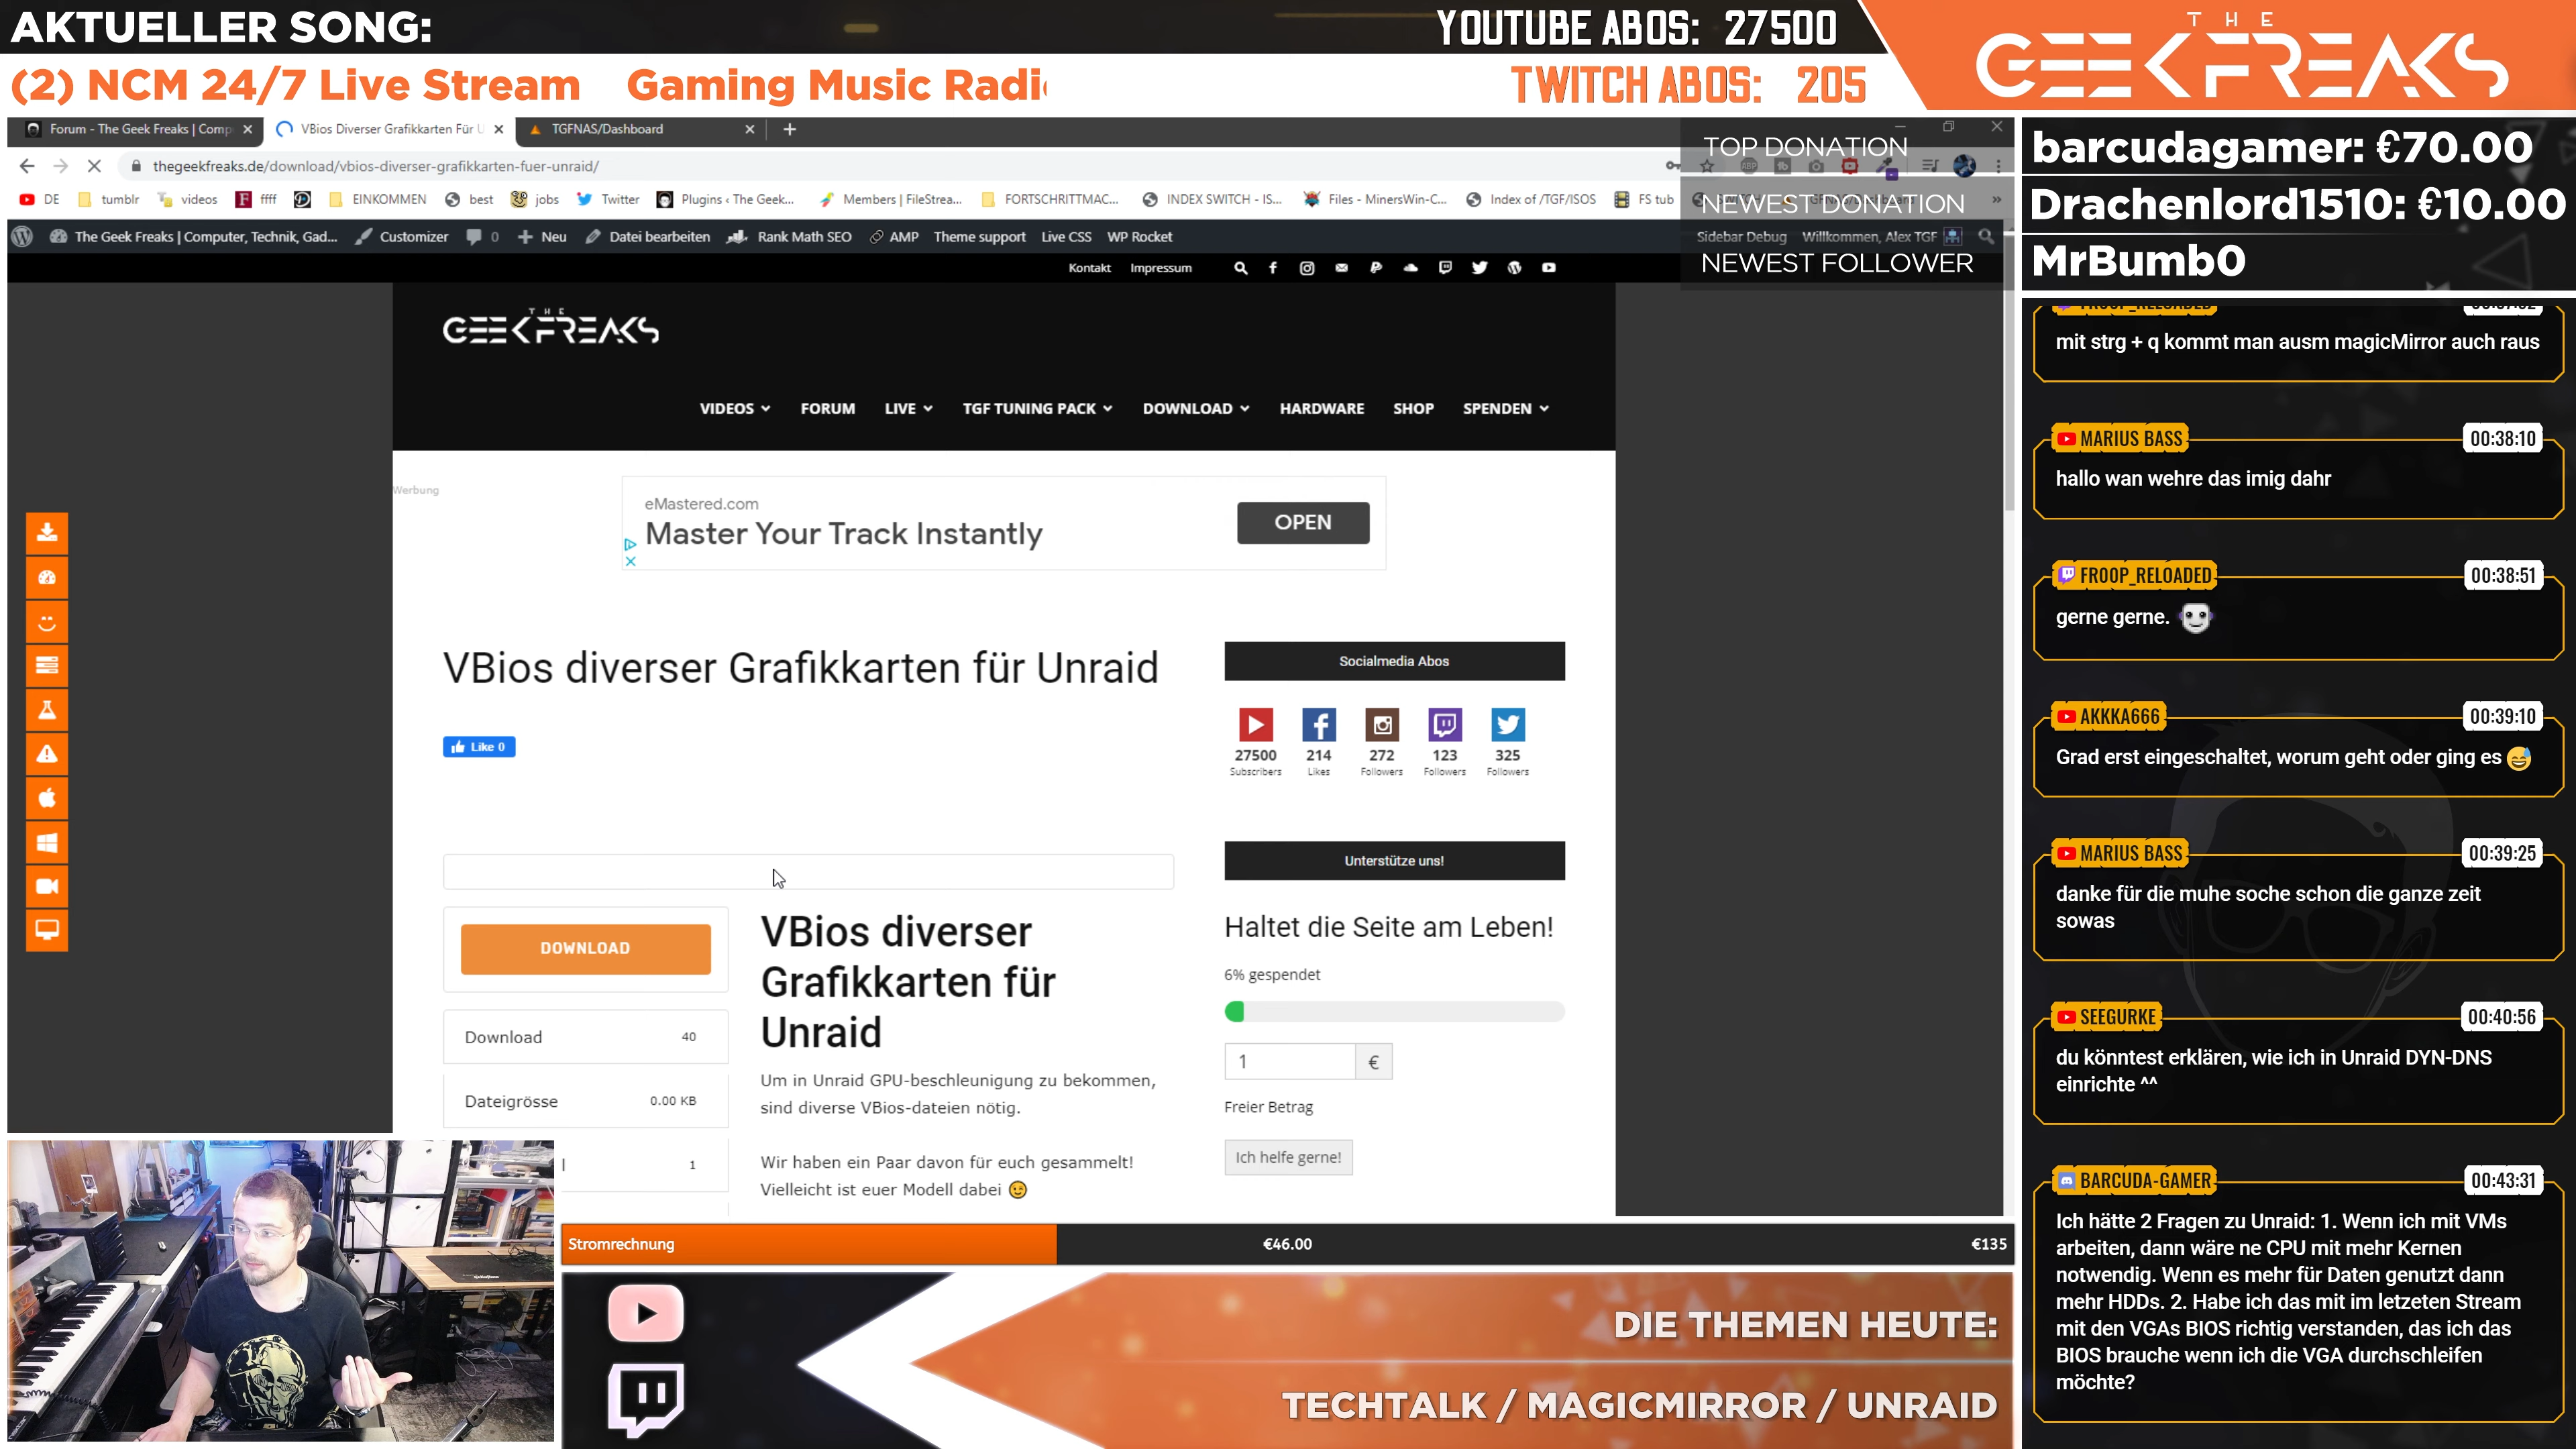 AKTUELLER SONG:
(2) NCM 24/7 Live Stream Gaming Music Radi
YOUTUBE ABOS: 27500
TWITCH ABOS: 205
THE
GEEKFREAKS
Forum - The Geek Freaks | Comp
VBios Diverser Grafikkarten Für U
TGFNAS/Dashboard
TOP DONATION
barcudagamer: €70.00
thegeekfreaks.de/download/vbios-diverser-grafikkarten-fuer-unraid/
DE tumblr videos ffff EINKOMMEN best jobs Twitter Plugins ‹ The Geek... Members | FileStrea... FORTSCHRITTMAC... INDEX SWITCH - IS... Files - MinersWin-C... Index of /TGF/ISOS FS tub
NEWEST DONATION
Drachenlord1510: €10.00
The Geek Freaks | Computer, Technik, Gad... Customizer 0 Neu Datei bearbeiten Rank Math SEO AMP Theme support Live CSS WP Rocket Sidebar Debug Willkommen, Alex TGF
Kontakt Impressum
NEWEST FOLLOWER
MrBumb0
THE
GEEKFREAKS
VIDEOS FORUM LIVE TGF TUNING PACK DOWNLOAD HARDWARE SHOP SPENDEN
Werbung
eMastered.com
Master Your Track Instantly
OPEN
VBios diverser Grafikkarten für Unraid
Like 0
Socialmedia Abos
27500 214 272 123 325
Subscribers Likes Followers Followers Followers
Unterstütze uns!
DOWNLOAD
Download 40
Dateigrösse 0.00 KB
1
VBios diverser
Grafikkarten für
Unraid
Um in Unraid GPU-beschleunigung zu bekommen,
sind diverse VBios-dateien nötig.
Wir haben ein Paar davon für euch gesammelt!
Vielleicht ist euer Modell dabei 😉
Haltet die Seite am Leben!
6% gespendet
1 €
Freier Betrag
Ich helfe gerne!
mit strg + q kommt man ausm magicMirror auch raus
MARIUS BASS 00:38:10
hallo wan wehre das imig dahr
FROOP_RELOADED 00:38:51
gerne gerne.
AKKKA666 00:39:10
Grad erst eingeschaltet, worum geht oder ging es 😅
MARIUS BASS 00:39:25
danke für die muhe soche schon die ganze zeit
sowas
SEEGURKE 00:40:56
du könntest erklären, wie ich in Unraid DYN-DNS
einrichte ^^
BARCUDA-GAMER 00:43:31
Ich hätte 2 Fragen zu Unraid: 1. Wenn ich mit VMs
arbeiten, dann wäre ne CPU mit mehr Kernen
notwendig. Wenn es mehr für Daten genutzt dann
mehr HDDs. 2. Habe ich das mit im letzeten Stream
mit den VGAs BIOS richtig verstanden, das ich das
BIOS brauche wenn ich die VGA durchschleifen
möchte?
Stromrechnung €46.00 €135
DIE THEMEN HEUTE:
TECHTALK / MAGICMIRROR / UNRAID